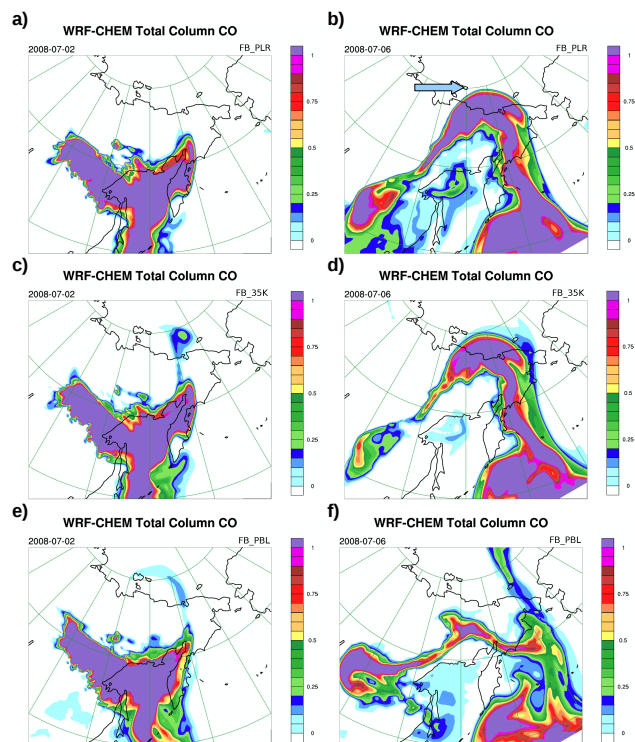 a)
WRF-CHEM Total Column CO
2008-07-02 FB_PLR
1
0.75
0.5
0.25
0
b)
WRF-CHEM Total Column CO
2008-07-06 FB_PLR
1
0.75
0.5
0.25
0
c)
WRF-CHEM Total Column CO
2008-07-02 FB_35K
1
0.75
0.5
0.25
0
d)
WRF-CHEM Total Column CO
2008-07-06 FB_35K
1
0.75
0.5
0.25
0
e)
WRF-CHEM Total Column CO
2008-07-02 FB_PBL
1
0.75
0.5
0.25
0
f)
WRF-CHEM Total Column CO
2008-07-06 FB_PBL
1
0.75
0.5
0.25
0